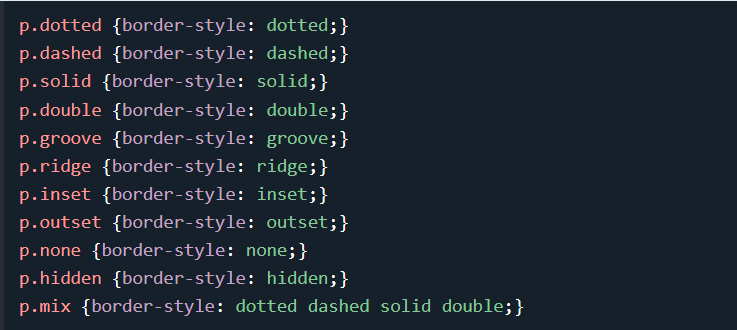 p.dotted {border-style: dotted;}
p.dashed {border-style: dashed;}
p.solid {border-style: solid;}
p.double {border-style: double;}
p.groove {border-style: groove;}
p.ridge {border-style: ridge;}
p.inset {border-style: inset;}
p.outset {border-style: outset;}
p.none {border-style: none;}
p.hidden {border-style: hidden;}
p.mix {border-style: dotted dashed solid double;}